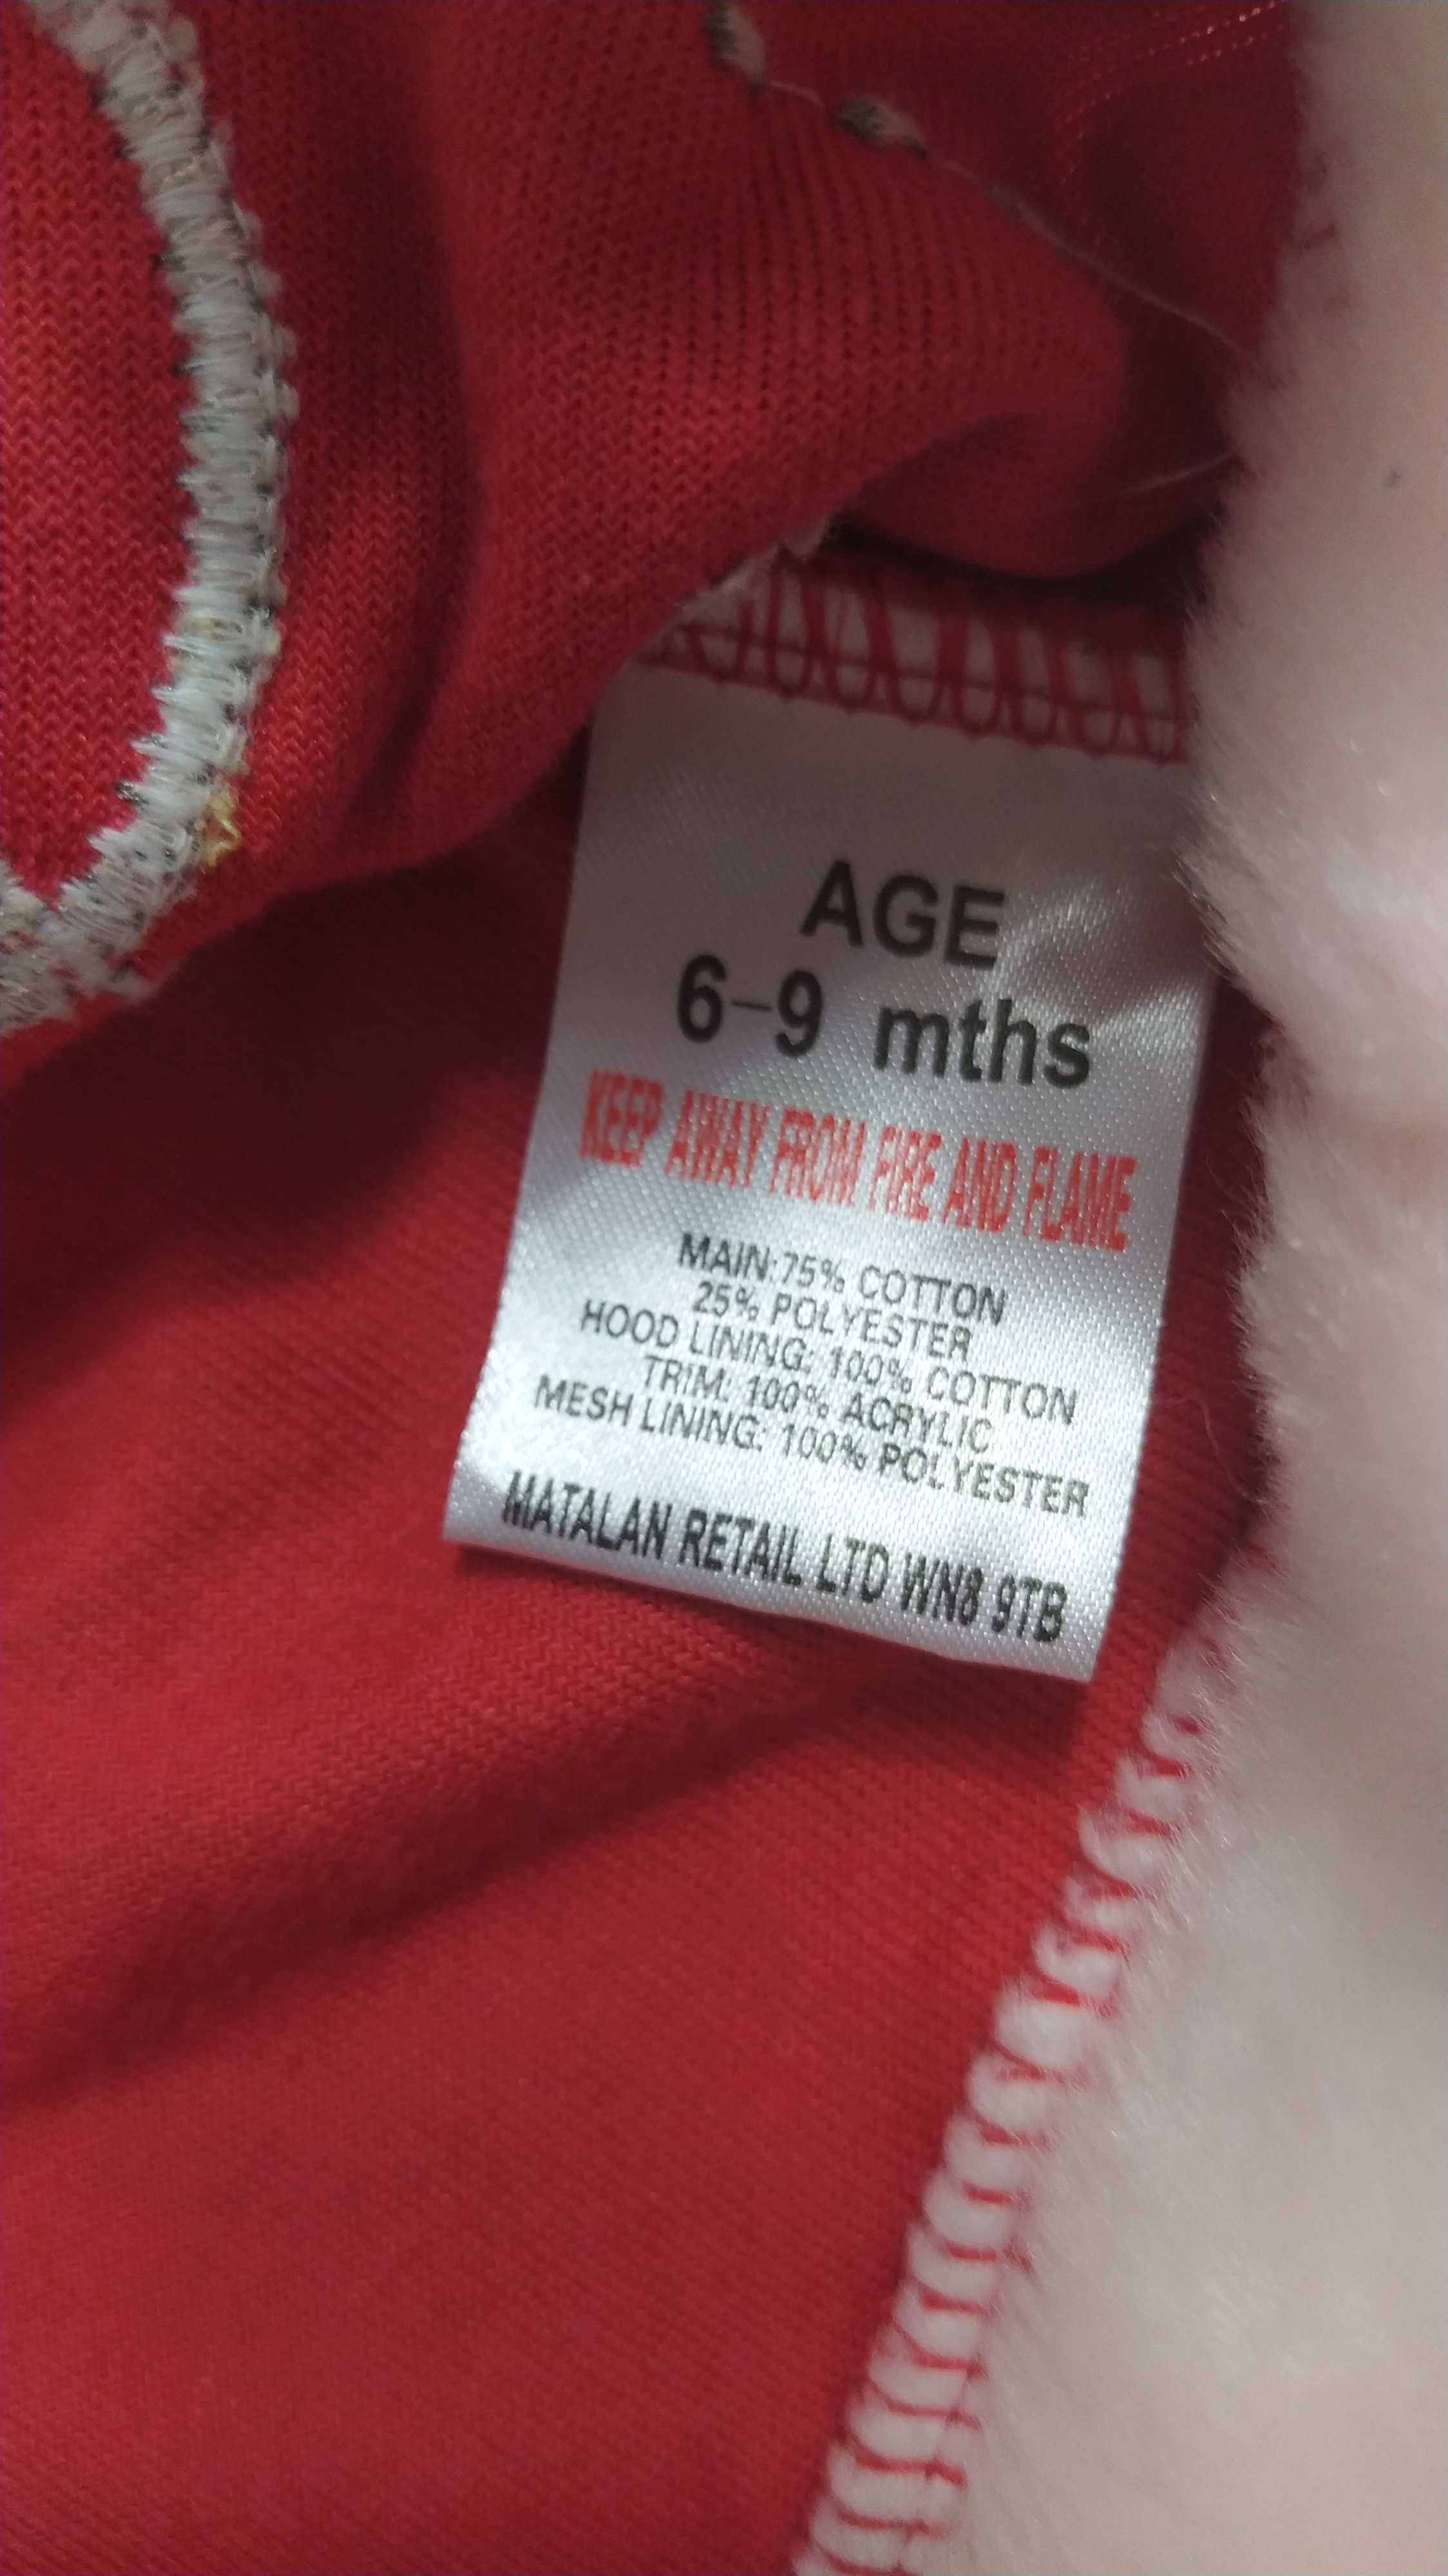 AGE
6-9 mths
KEEP AWAY FROM FIRE AND FLAME
MAIN:75% COTTON
25% POLYESTER
HOOD LINING: 100% COTTON
TRIM: 100% ACRYLIC
MESH LINING: 100% POLYESTER
MATALAN RETAIL LTD WN8 9TB